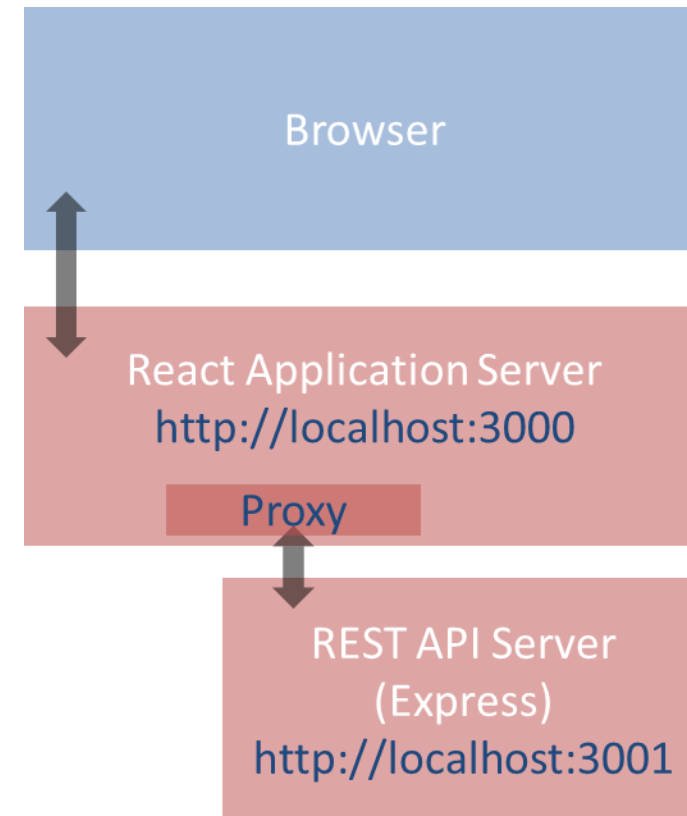 Browser
React Application Server
http://localhost:3000
Proxy
REST API Server
(Express)
http://localhost:3001